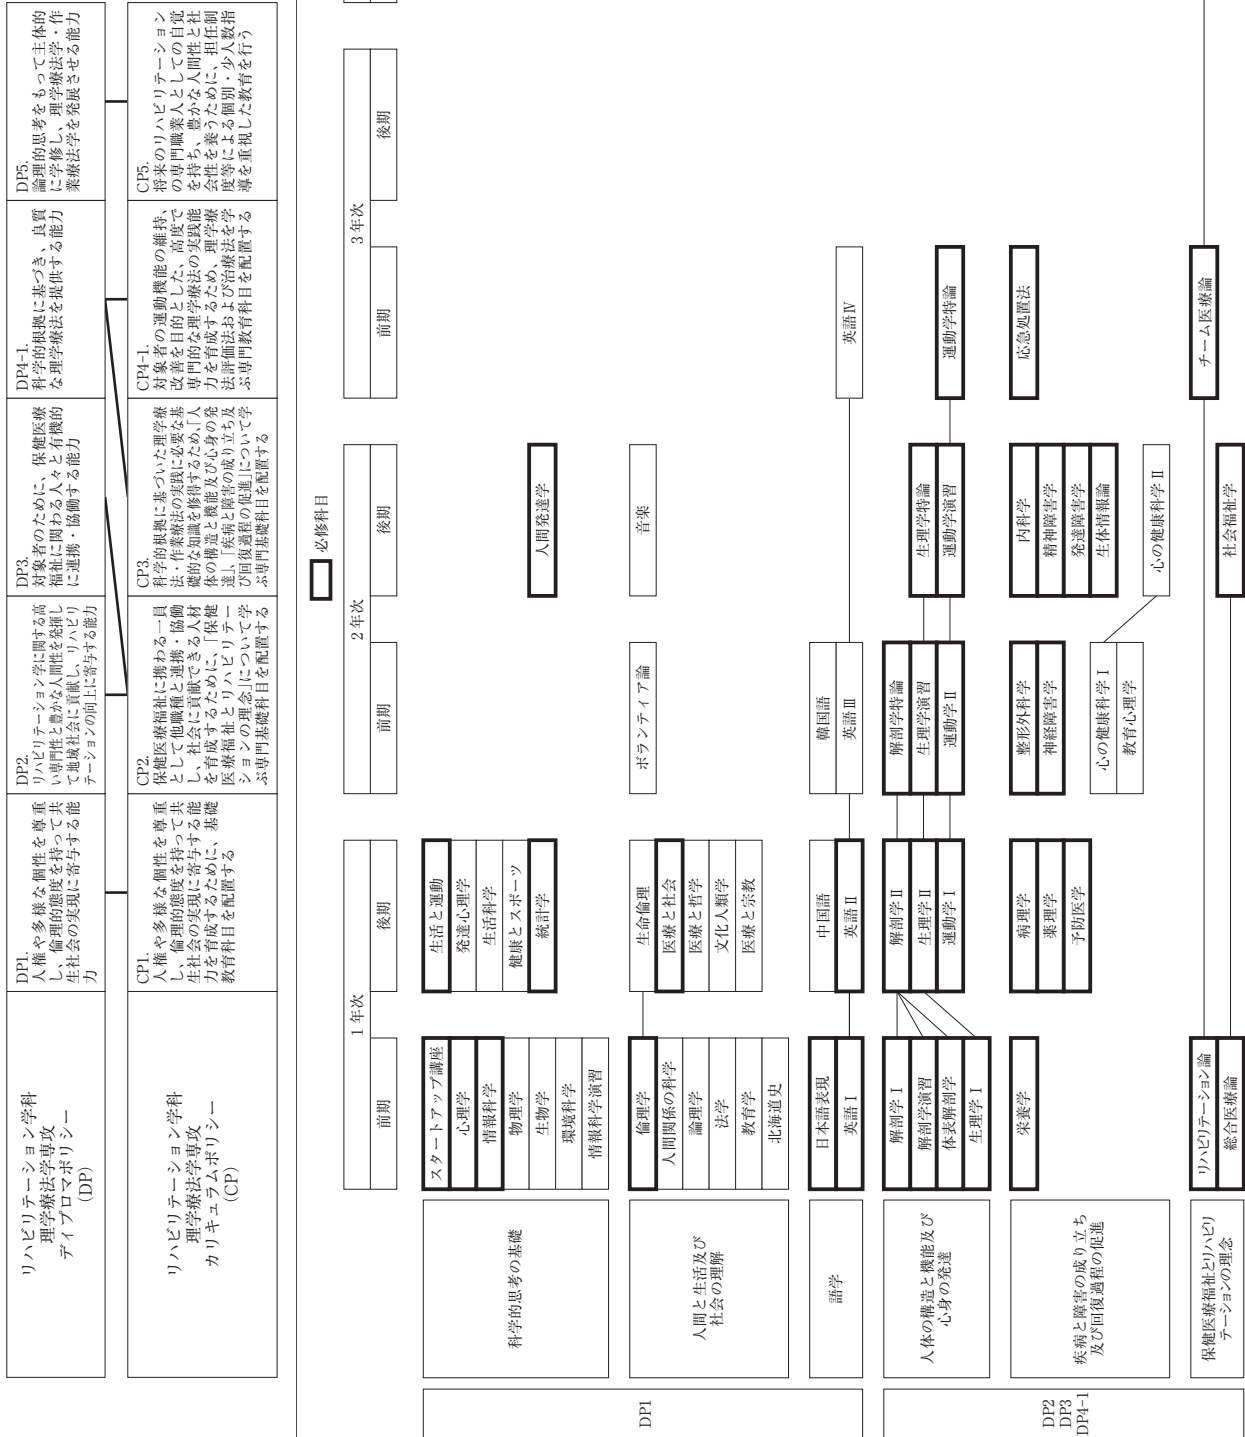 リハビリテーション学科
理学療法学専攻
ディプロマポリシー
(DP)
DP1.
人権や多様な個性を尊重
し、倫理的態度を持って共
生社会の実現に寄与する能
力
DP2.
リハビリテーション学に関する高
い専門性と豊かな人間性を発揮し
て地域社会に貢献し、リハビリ
テーションの向上に寄与する能力
DP3.
対象者のために、保健医療
福祉に関わる人々と有機的
に連携・協働する能力
DP4-1.
科学的根拠に基づき、良質
な理学療法を提供する能力
DP5.
論理的思考をもって主体的
に学修し、理学療法学・作
業療法学を発展させる能力
リハビリテーション学科
理学療法学専攻
カリキュラムポリシー
(CP)
CP1.
人権や多様な個性を尊重
し、倫理的態度を持って共
生社会の実現に寄与する能
力を育成するために、基礎
教育科目を配置する
CP2.
保健医療福祉に携わる一員
として他職種と連携・協働
し、社会に貢献できる人材
を育成するために、「保健
医療福祉とリハビリテー
ションの理念」について学
ぶ専門基礎科目を配置する
CP3.
科学的根拠に基づいた理学療
法・作業療法の実践に必要な基
礎的な知識を修得するため、「人
体の構造と機能及び心身の発
達」、「疾病と障害の成り立ち及
び回復過程の促進」について学
ぶ専門基礎科目を配置する
CP4-1.
対象者の運動機能の維持、
改善を目的とした、高度で
専門的な理学療法の実践能
力を育成するため、理学療
法評価法および治療法を学
ぶ専門教育科目を配置する
CP5.
将来のリハビリテーション
の専門職業人としての自覚
を持ち、豊かな人間性と社
会性を養うために、担任制
度等による個別・少人数指
導を重視した教育を行う
必修科目
1年次
2年次
3年次
前期
後期
前期
後期
前期
後期
DP1
科学的思考の基礎
スタートアップ講座
心理学
情報科学
物理学
生物学
環境科学
情報科学演習
生活と運動
発達心理学
生活科学
健康とスポーツ
統計学
人間発達学
人間と生活及び
社会の理解
倫理学
人間関係の科学
論理学
法学
教育学
北海道史
生命倫理
医療と社会
医療と哲学
文化人類学
医療と宗教
ボランティア論
音楽
語学
日本語表現
英語Ⅰ
中国語
英語Ⅱ
韓国語
英語Ⅲ
英語Ⅳ
DP2
DP3
DP4-1
人体の構造と機能及び
心身の発達
解剖学Ⅰ
解剖学演習
体表解剖学
生理学Ⅰ
解剖学Ⅱ
生理学Ⅱ
運動学Ⅰ
解剖学特論
生理学演習
運動学Ⅱ
生理学特論
運動学演習
運動学特論
疾病と障害の成り立ち
及び回復過程の促進
栄養学
病理学
薬理学
予防医学
整形外科学
神経障害学
心の健康科学Ⅰ
教育心理学
内科学
精神障害学
発達障害学
生体情報論
心の健康科学Ⅱ
応急処置法
保健医療福祉とリハビリ
テーションの理念
リハビリテーション論
総合医療論
社会福祉学
チーム医療論